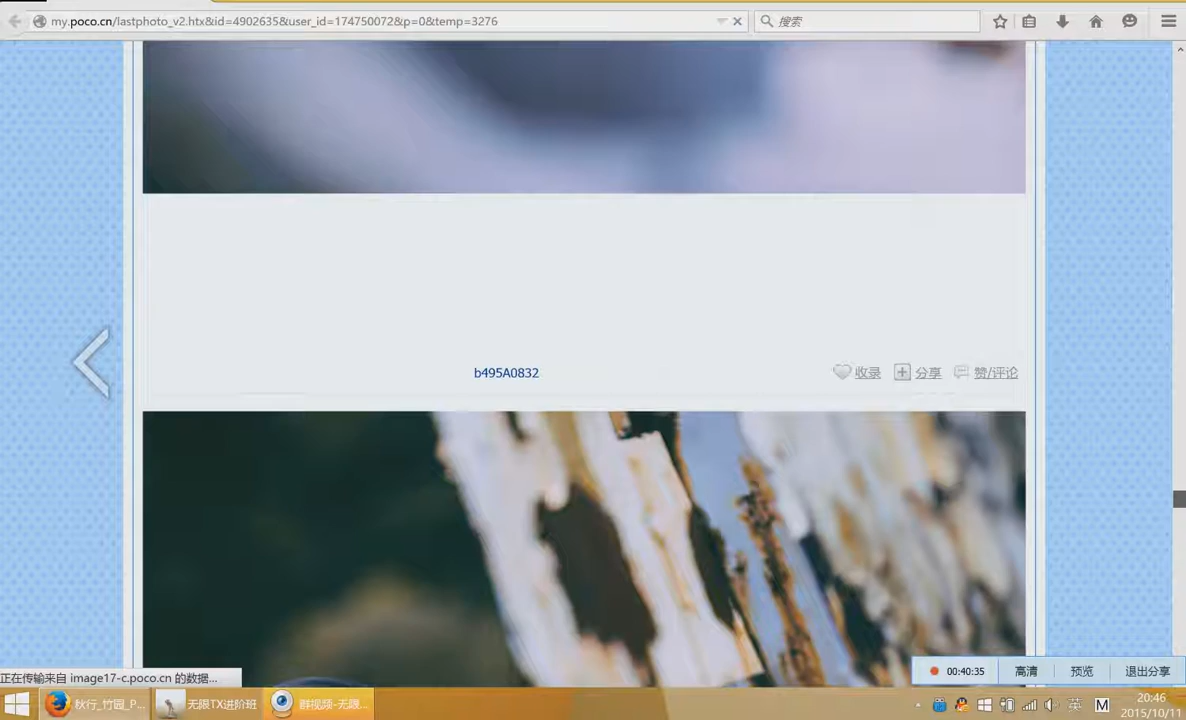 my.poco.cn/lastphoto_v2.htx&id=4902635&user_id=174750072&p=0&temp=3276
搜索
b495A0832
收录
分享
赞/评论
正在传输来自 image17-c.poco.cn 的数据...
00:40:35
高清
预览
退出分享
秋行_竹园_P...
无限TX进阶班
群视频-无限...
英
M
20:46
2015/10/11